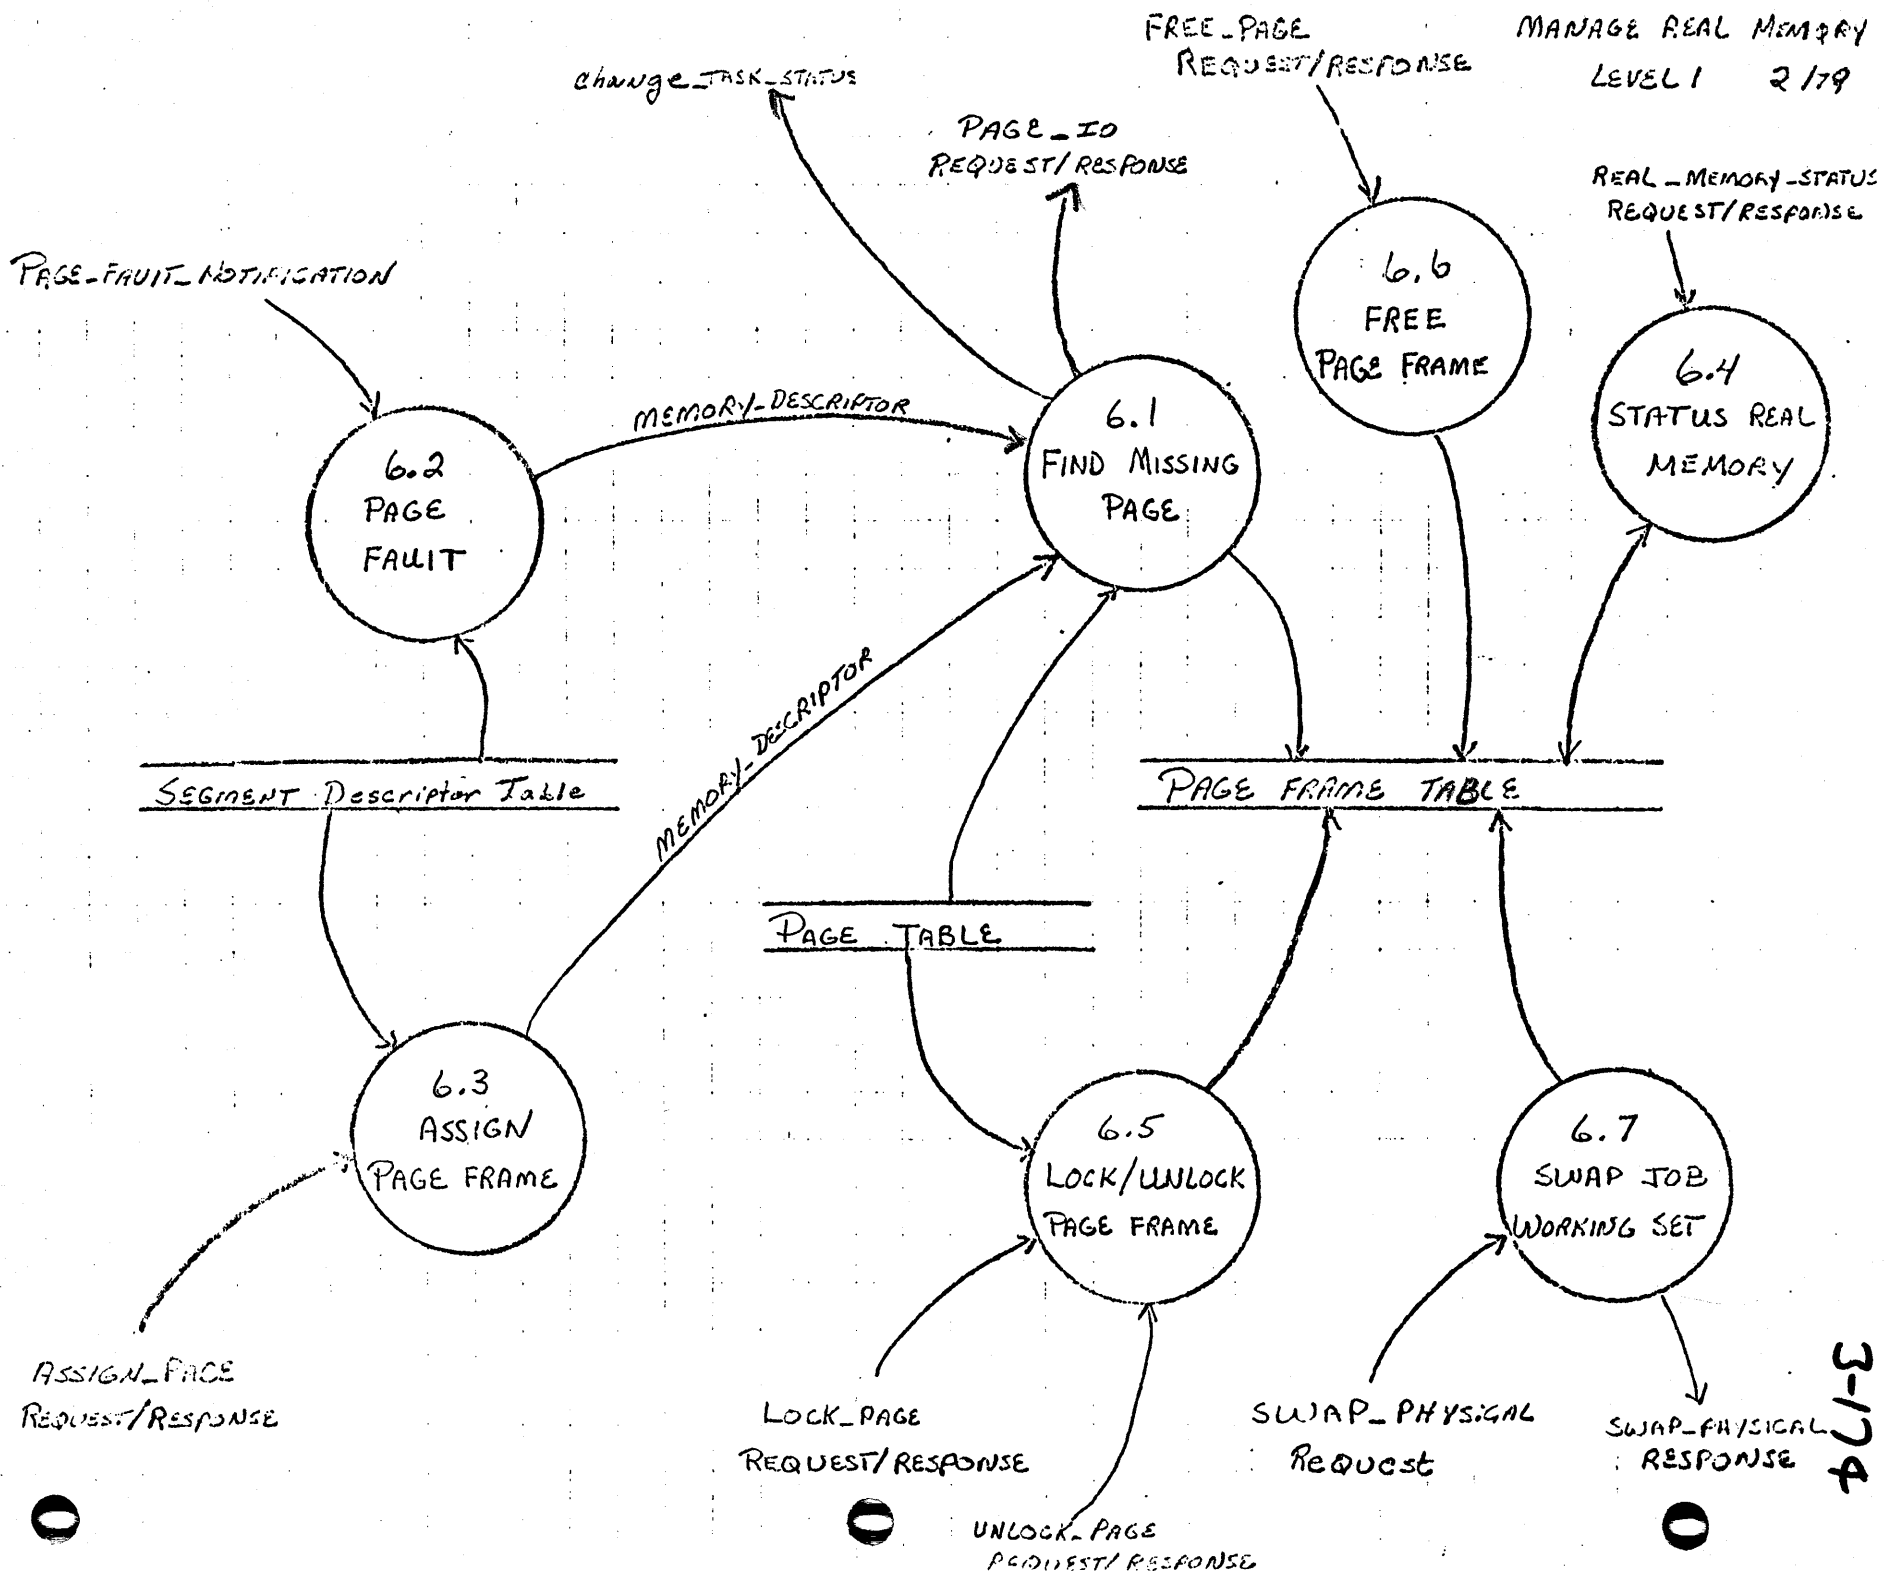 MANAGE REAL MEMORY
LEVEL 1 2/79
FREE_PAGE
REQUEST/RESPONSE
change_TASK_STATUS
PAGE_IO
REQUEST/RESPONSE
REAL_MEMORY_STATUS
REQUEST/RESPONSE
PAGE_FAULT_NOTIFICATION
6.6
FREE
PAGE FRAME
6.4
STATUS REAL
MEMORY
MEMORY_DESCRIPTOR
6.1
FIND MISSING
PAGE
6.2
PAGE
FAULT
MEMORY_DESCRIPTOR
SEGMENT Descriptor Table
PAGE FRAME TABLE
PAGE TABLE
6.3
ASSIGN
PAGE FRAME
6.5
LOCK/UNLOCK
PAGE FRAME
6.7
SWAP JOB
WORKING SET
ASSIGN_PAGE
REQUEST/RESPONSE
LOCK_PAGE
REQUEST/RESPONSE
SWAP_PHYSICAL
Request
SWAP_PHYSICAL
RESPONSE
UNLOCK_PAGE
REQUEST/RESPONSE
3-174